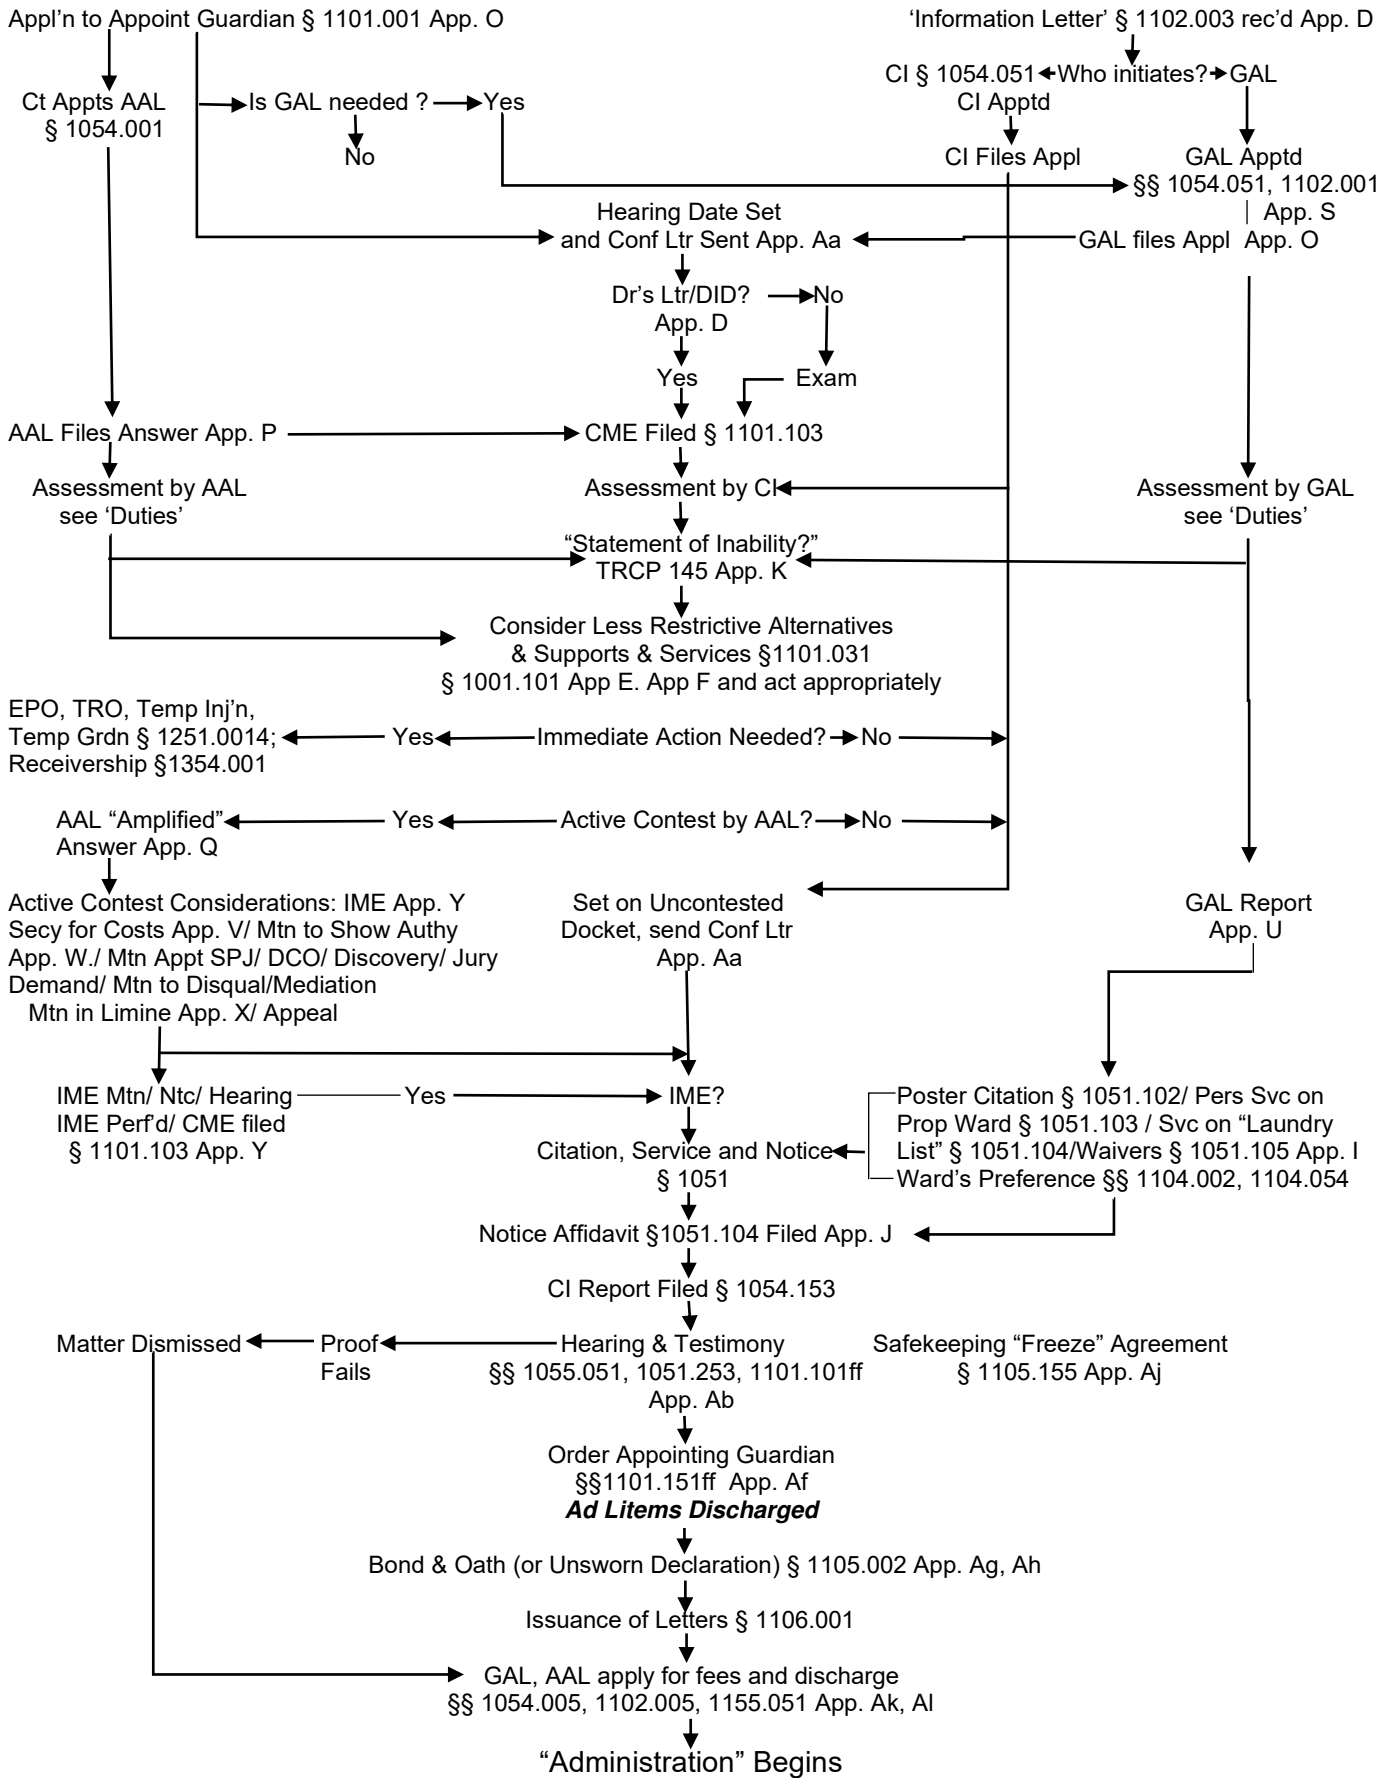 Appl'n to Appoint Guardian § 1101.001 App. O
‘Information Letter’ § 1102.003 rec’d App. D
CI § 1054.051 Who initiates? GAL
Ct Appts AAL
§ 1054.001
Is GAL needed ? Yes
No
CI Apptd
CI Files Appl
GAL Apptd
§§ 1054.051, 1102.001
App. S
Hearing Date Set
and Conf Ltr Sent App. Aa
GAL files Appl App. O
Dr’s Ltr/DID? No
App. D
Yes
Exam
AAL Files Answer App. P
CME Filed § 1101.103
Assessment by AAL
see ‘Duties’
Assessment by CI
Assessment by GAL
see ‘Duties’
“Statement of Inability?”
TRCP 145 App. K
Consider Less Restrictive Alternatives
& Supports & Services §1101.031
§ 1001.101 App E. App F and act appropriately
EPO, TRO, Temp Inj’n,
Temp Grdn § 1251.0014;
Receivership §1354.001
Yes
Immediate Action Needed? No
AAL “Amplified”
Answer App. Q
Yes
Active Contest by AAL? No
Active Contest Considerations: IME App. Y
Secy for Costs App. V/ Mtn to Show Authy
App. W./ Mtn Appt SPJ/ DCO/ Discovery/ Jury
Demand/ Mtn to Disqual/Mediation
Mtn in Limine App. X/ Appeal
Set on Uncontested
Docket, send Conf Ltr
App. Aa
GAL Report
App. U
IME Mtn/ Ntc/ Hearing
IME Perf’d/ CME filed
§ 1101.103 App. Y
Yes
IME?
Poster Citation § 1051.102/ Pers Svc on
Prop Ward § 1051.103 / Svc on “Laundry
List” § 1051.104/Waivers § 1051.105 App. I
Ward’s Preference §§ 1104.002, 1104.054
Citation, Service and Notice
§ 1051
Notice Affidavit §1051.104 Filed App. J
CI Report Filed § 1054.153
Matter Dismissed
Proof
Fails
Hearing & Testimony
§§ 1055.051, 1051.253, 1101.101ff
App. Ab
Safekeeping “Freeze” Agreement
§ 1105.155 App. Aj
Order Appointing Guardian
§§1101.151ff App. Af
Ad Litems Discharged
Bond & Oath (or Unsworn Declaration) § 1105.002 App. Ag, Ah
Issuance of Letters § 1106.001
GAL, AAL apply for fees and discharge
§§ 1054.005, 1102.005, 1155.051 App. Ak, Al
“Administration” Begins